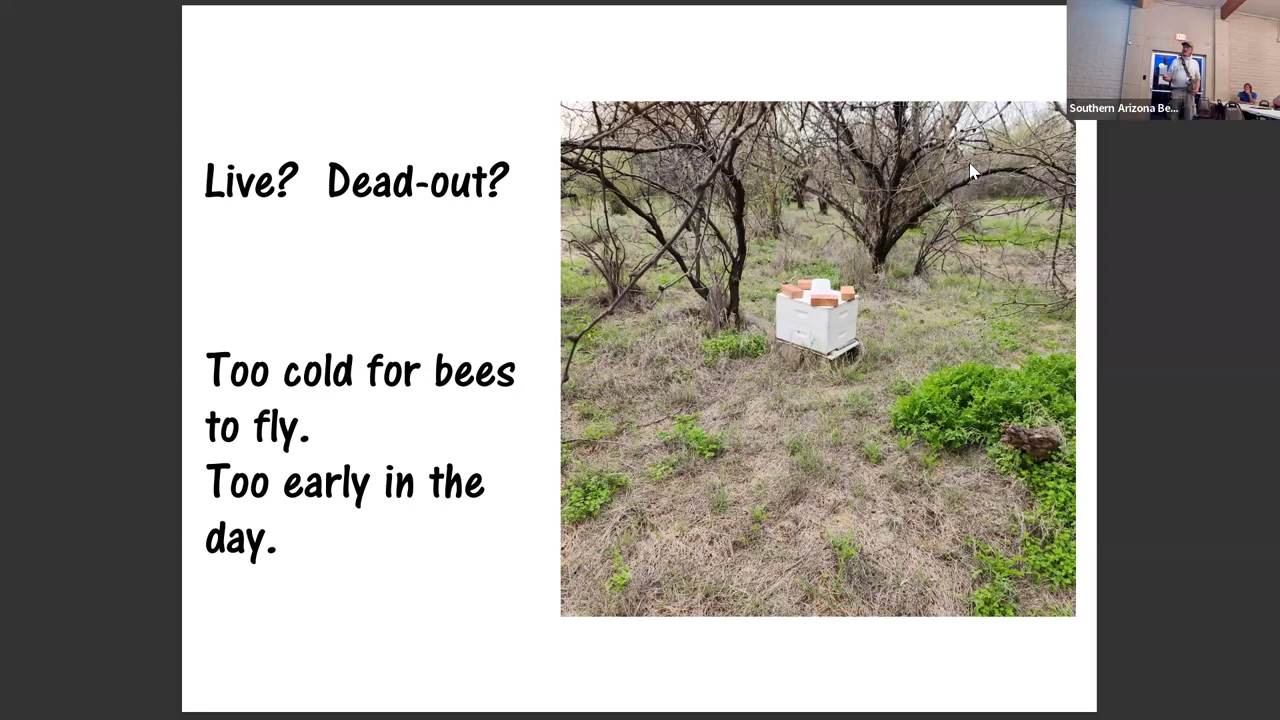 Live? Dead-out?
Too cold for bees
to fly.
Too early in the
day.
Southern Arizona Be...